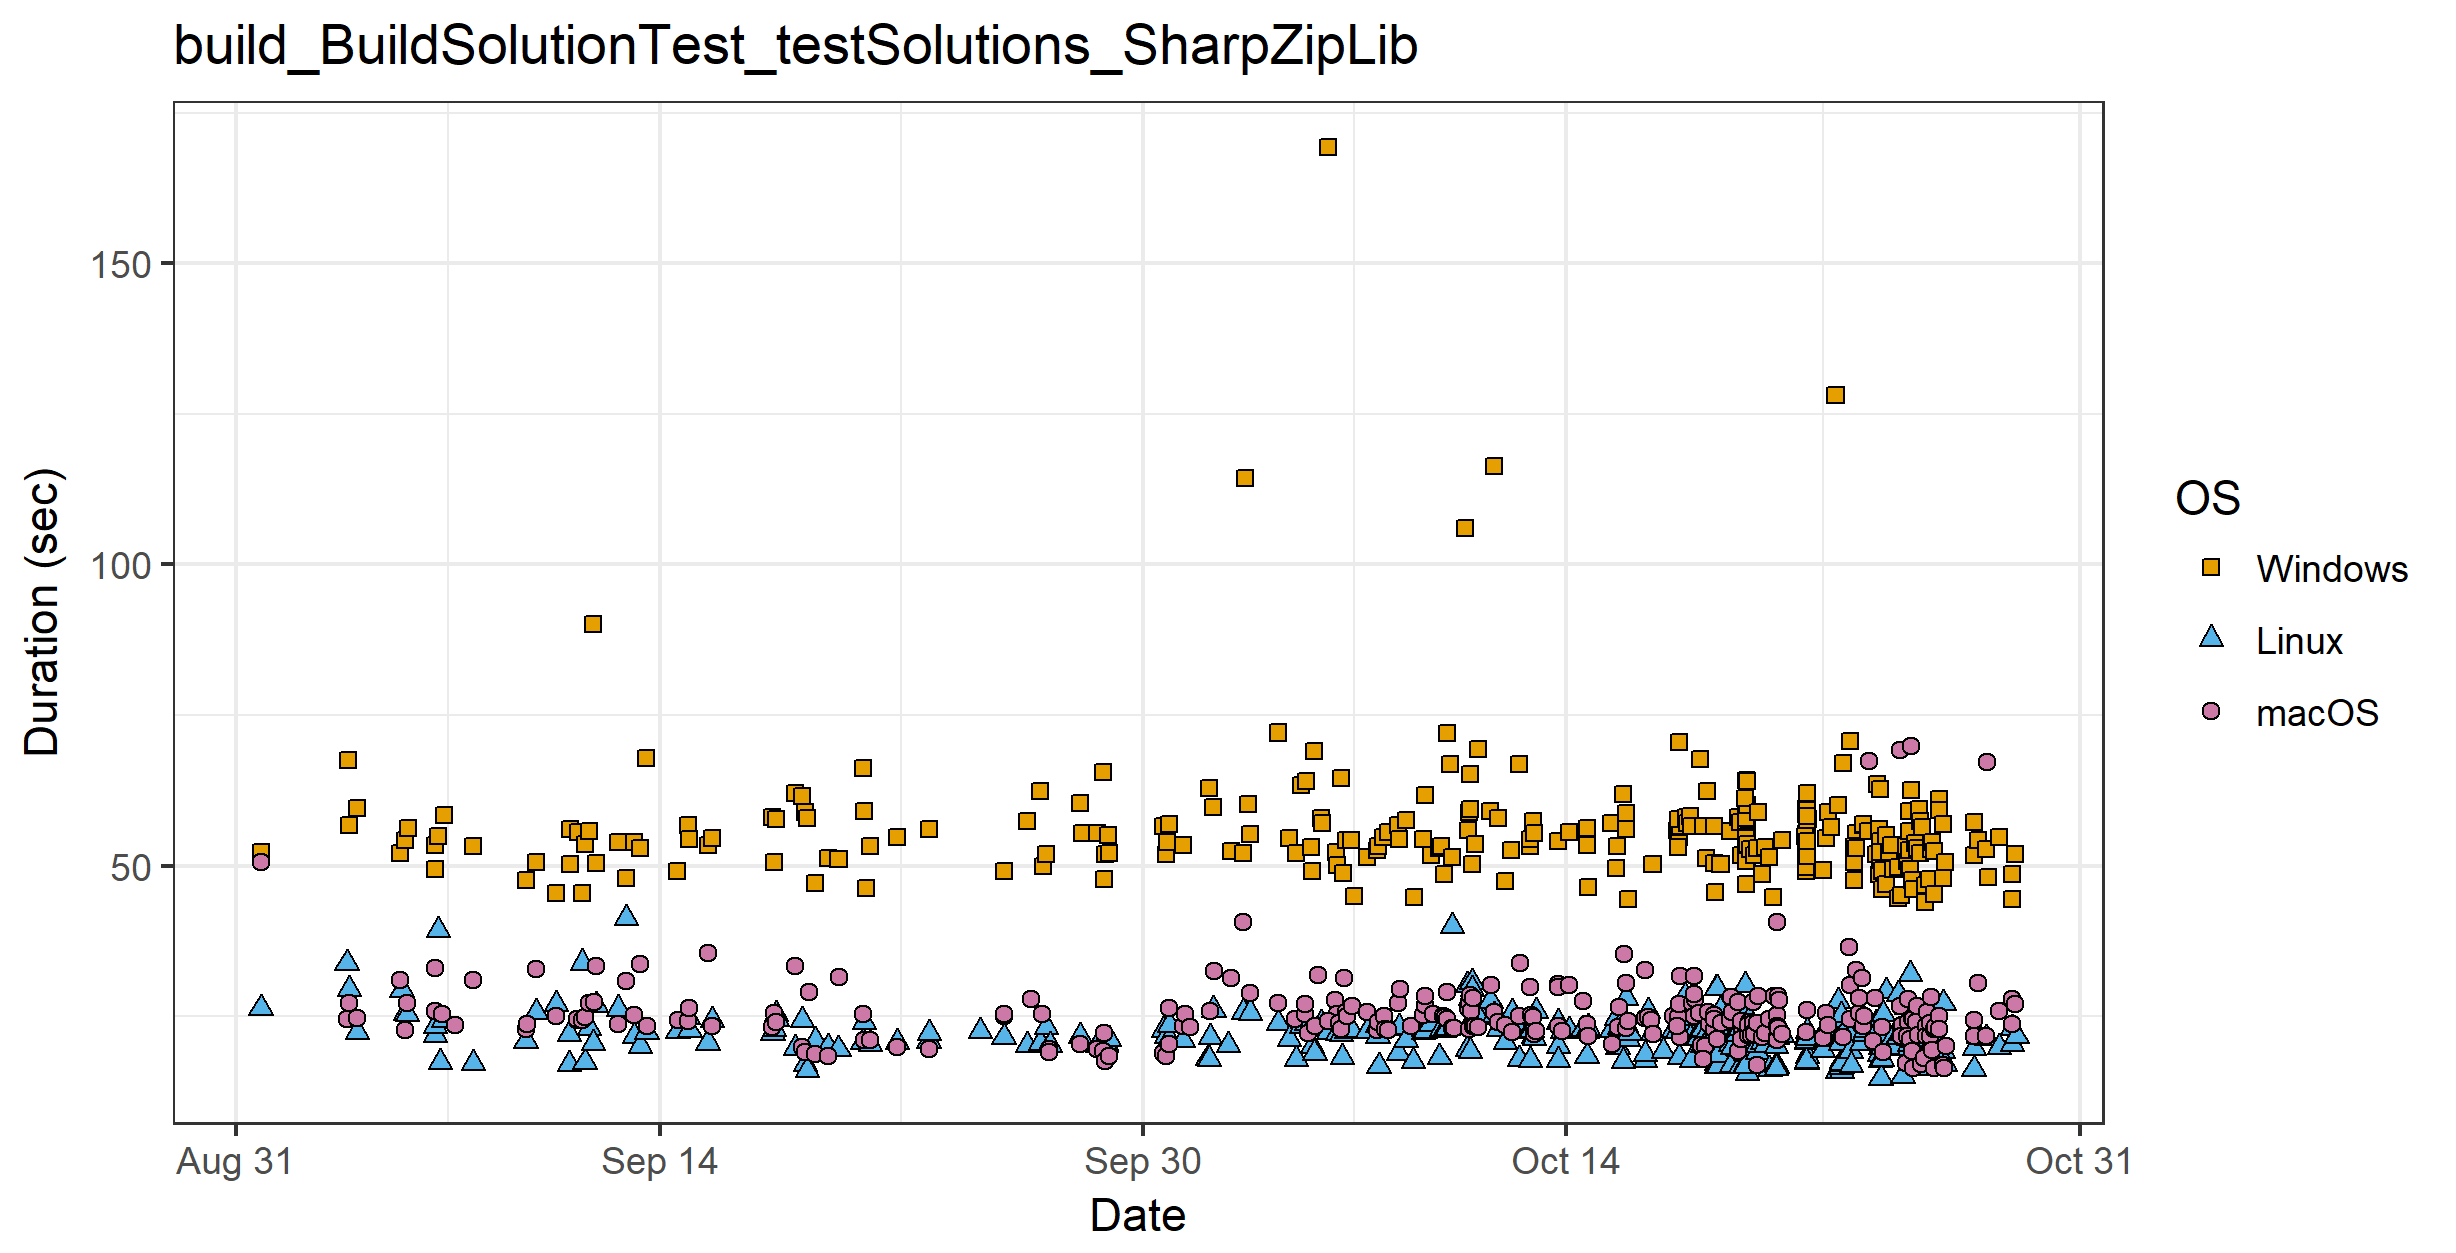 build_BuildSolutionTest_testSolutions_SharpZipLib
Duration (sec)
150
100
50
Aug 31
Sep 14
Sep 30
Oct 14
Oct 31
Date
OS
Windows
Linux
macOS